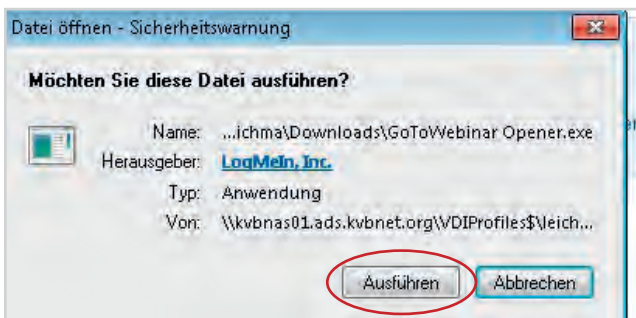 Datei öffnen - Sicherheitswarnung
Möchten Sie diese Datei ausführen?
Name: ...ichma\Downloads\GoToWebinar Opener.exe
Herausgeber: LogMeIn, Inc.
Typ: Anwendung
Von: \\kvbnas01.ads.kvbnet.org\VDIProfiles$\leich...
Ausführen Abbrechen